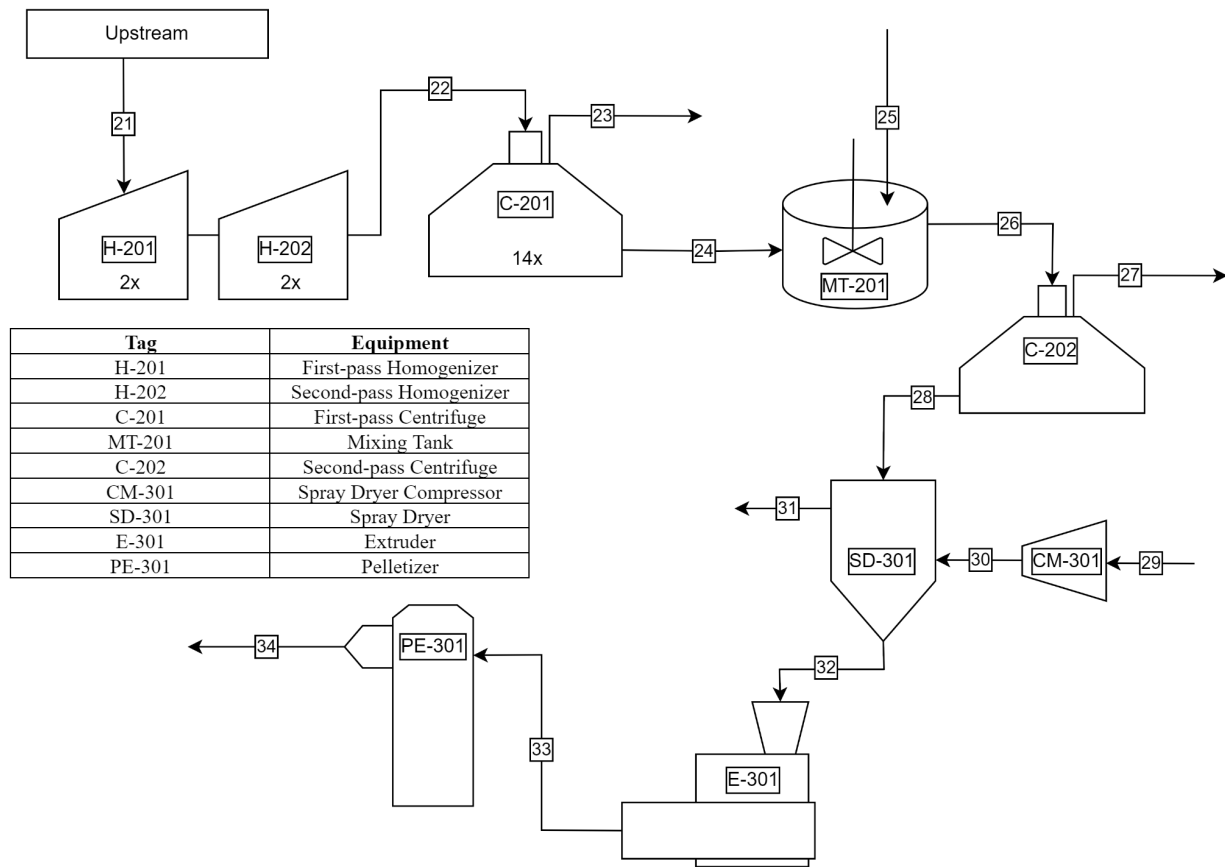 Upstream
21
22
23
24
25
26
27
28
29
30
31
32
33
34
H-201
2x
H-202
2x
C-201
14x
MT-201
C-202
Tag Equipment
H-201 First-pass Homogenizer
H-202 Second-pass Homogenizer
C-201 First-pass Centrifuge
MT-201 Mixing Tank
C-202 Second-pass Centrifuge
CM-301 Spray Dryer Compressor
SD-301 Spray Dryer
E-301 Extruder
PE-301 Pelletizer
SD-301
CM-301
PE-301
E-301